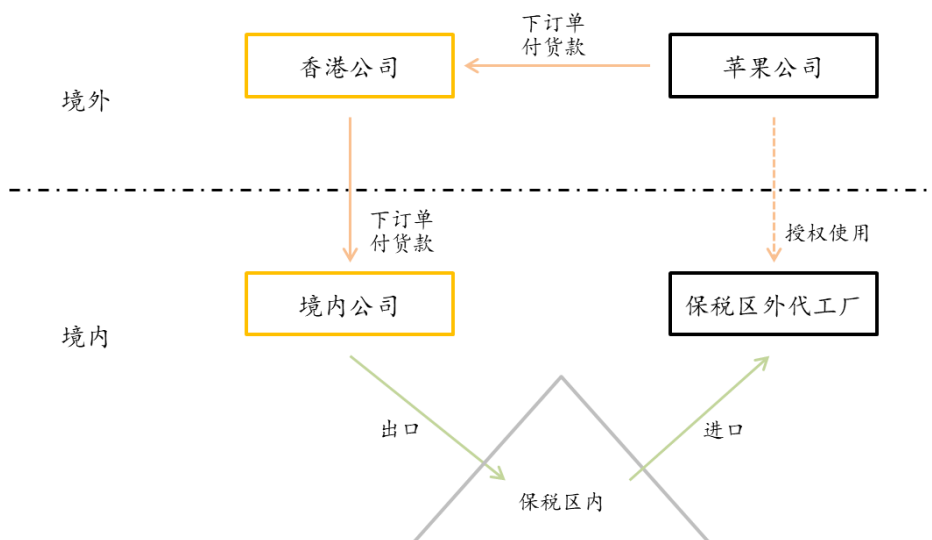 下订单
付货款
香港公司
苹果公司
境外
下订单
付货款
授权使用
境内公司
保税区外代工厂
境内
出口
进口
保税区内